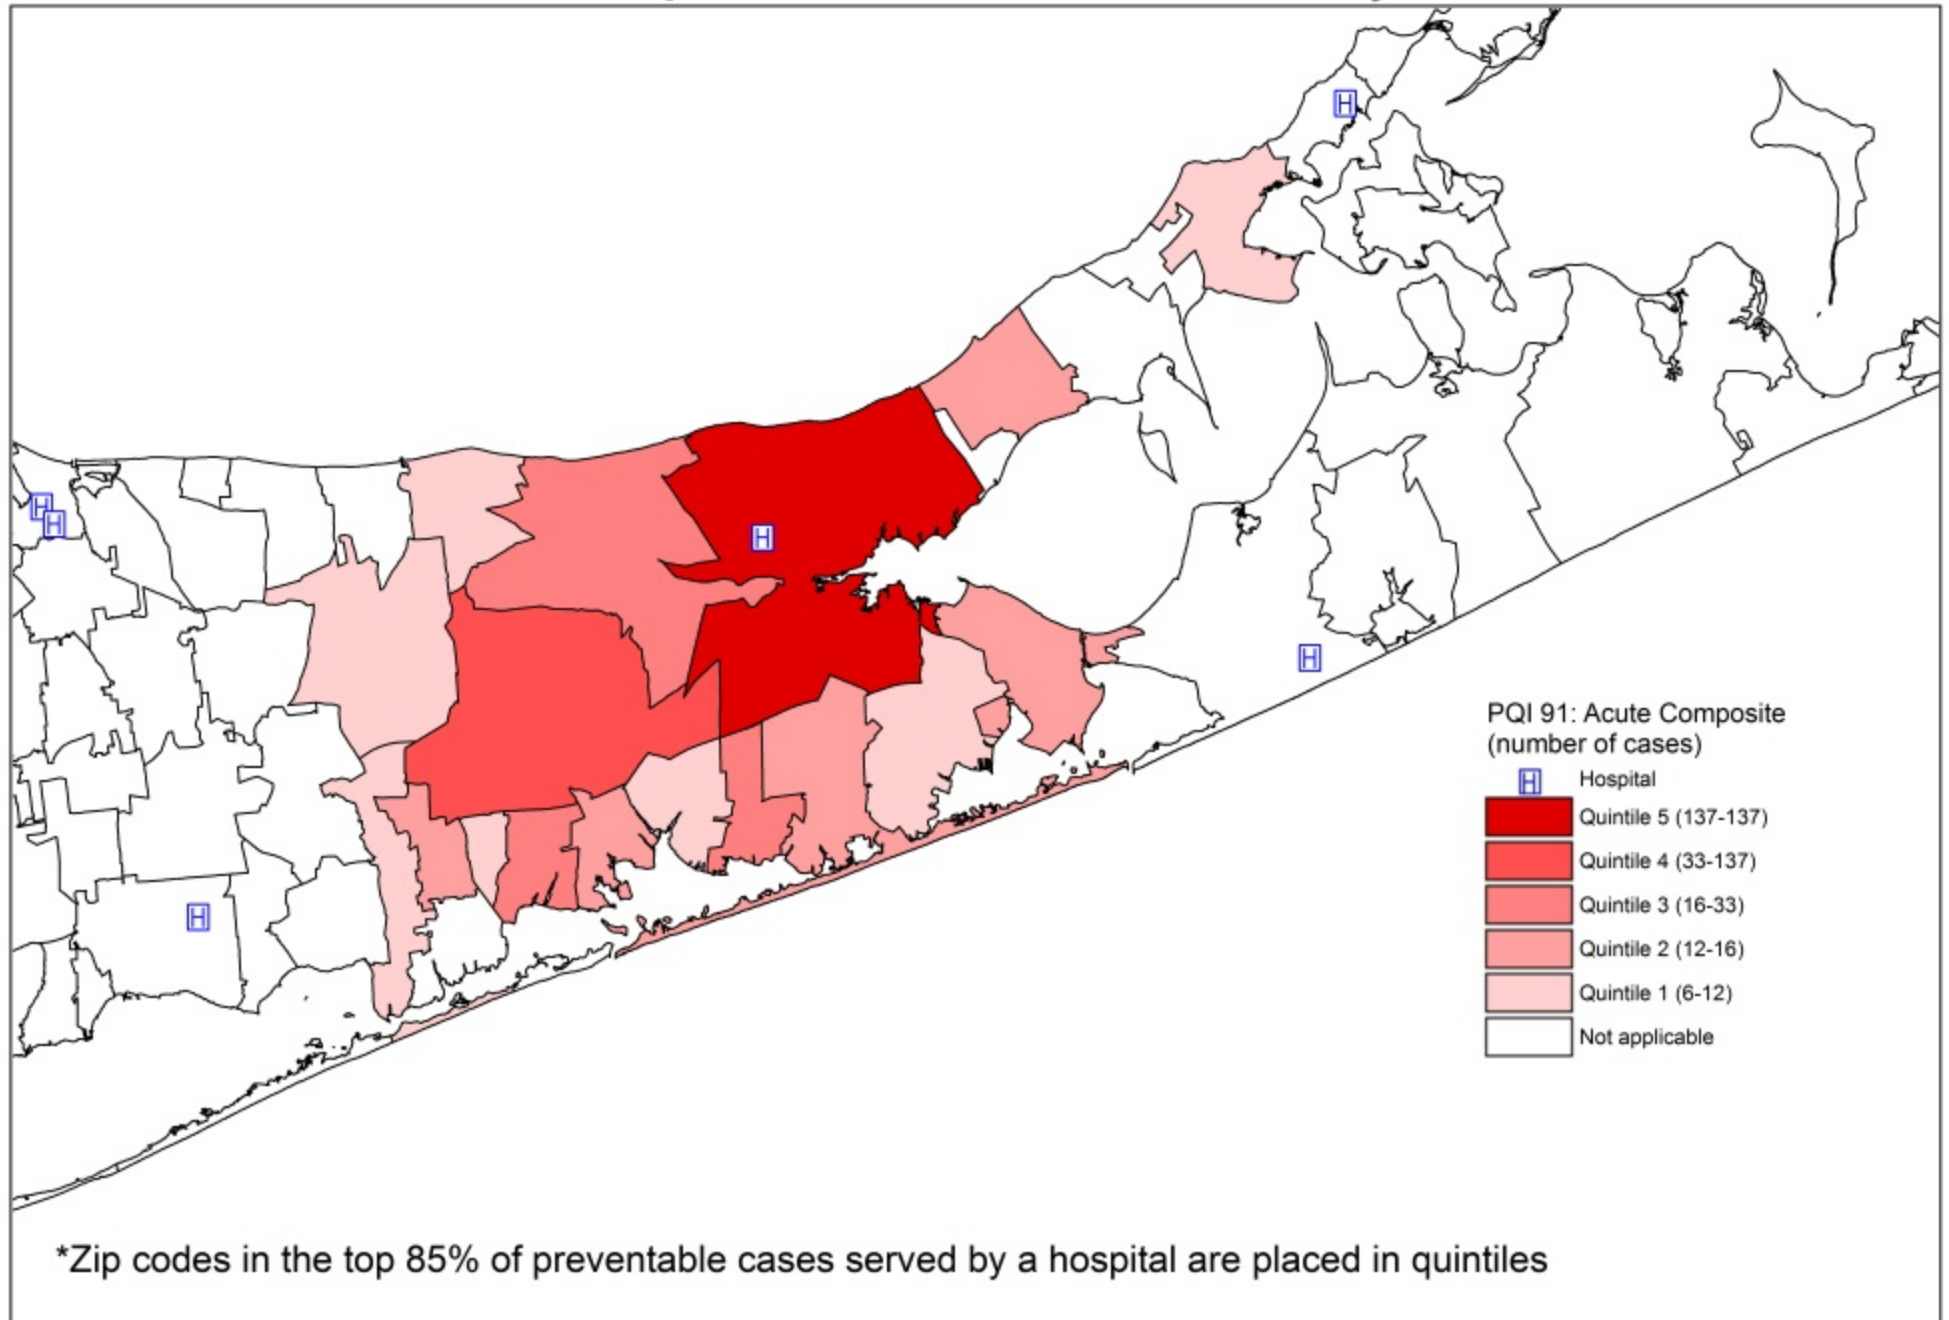 H
H
H
H
H
H
PQI 91: Acute Composite
(number of cases)
H Hospital
Quintile 5 (137-137)
Quintile 4 (33-137)
Quintile 3 (16-33)
Quintile 2 (12-16)
Quintile 1 (6-12)
Not applicable
*Zip codes in the top 85% of preventable cases served by a hospital are placed in quintiles